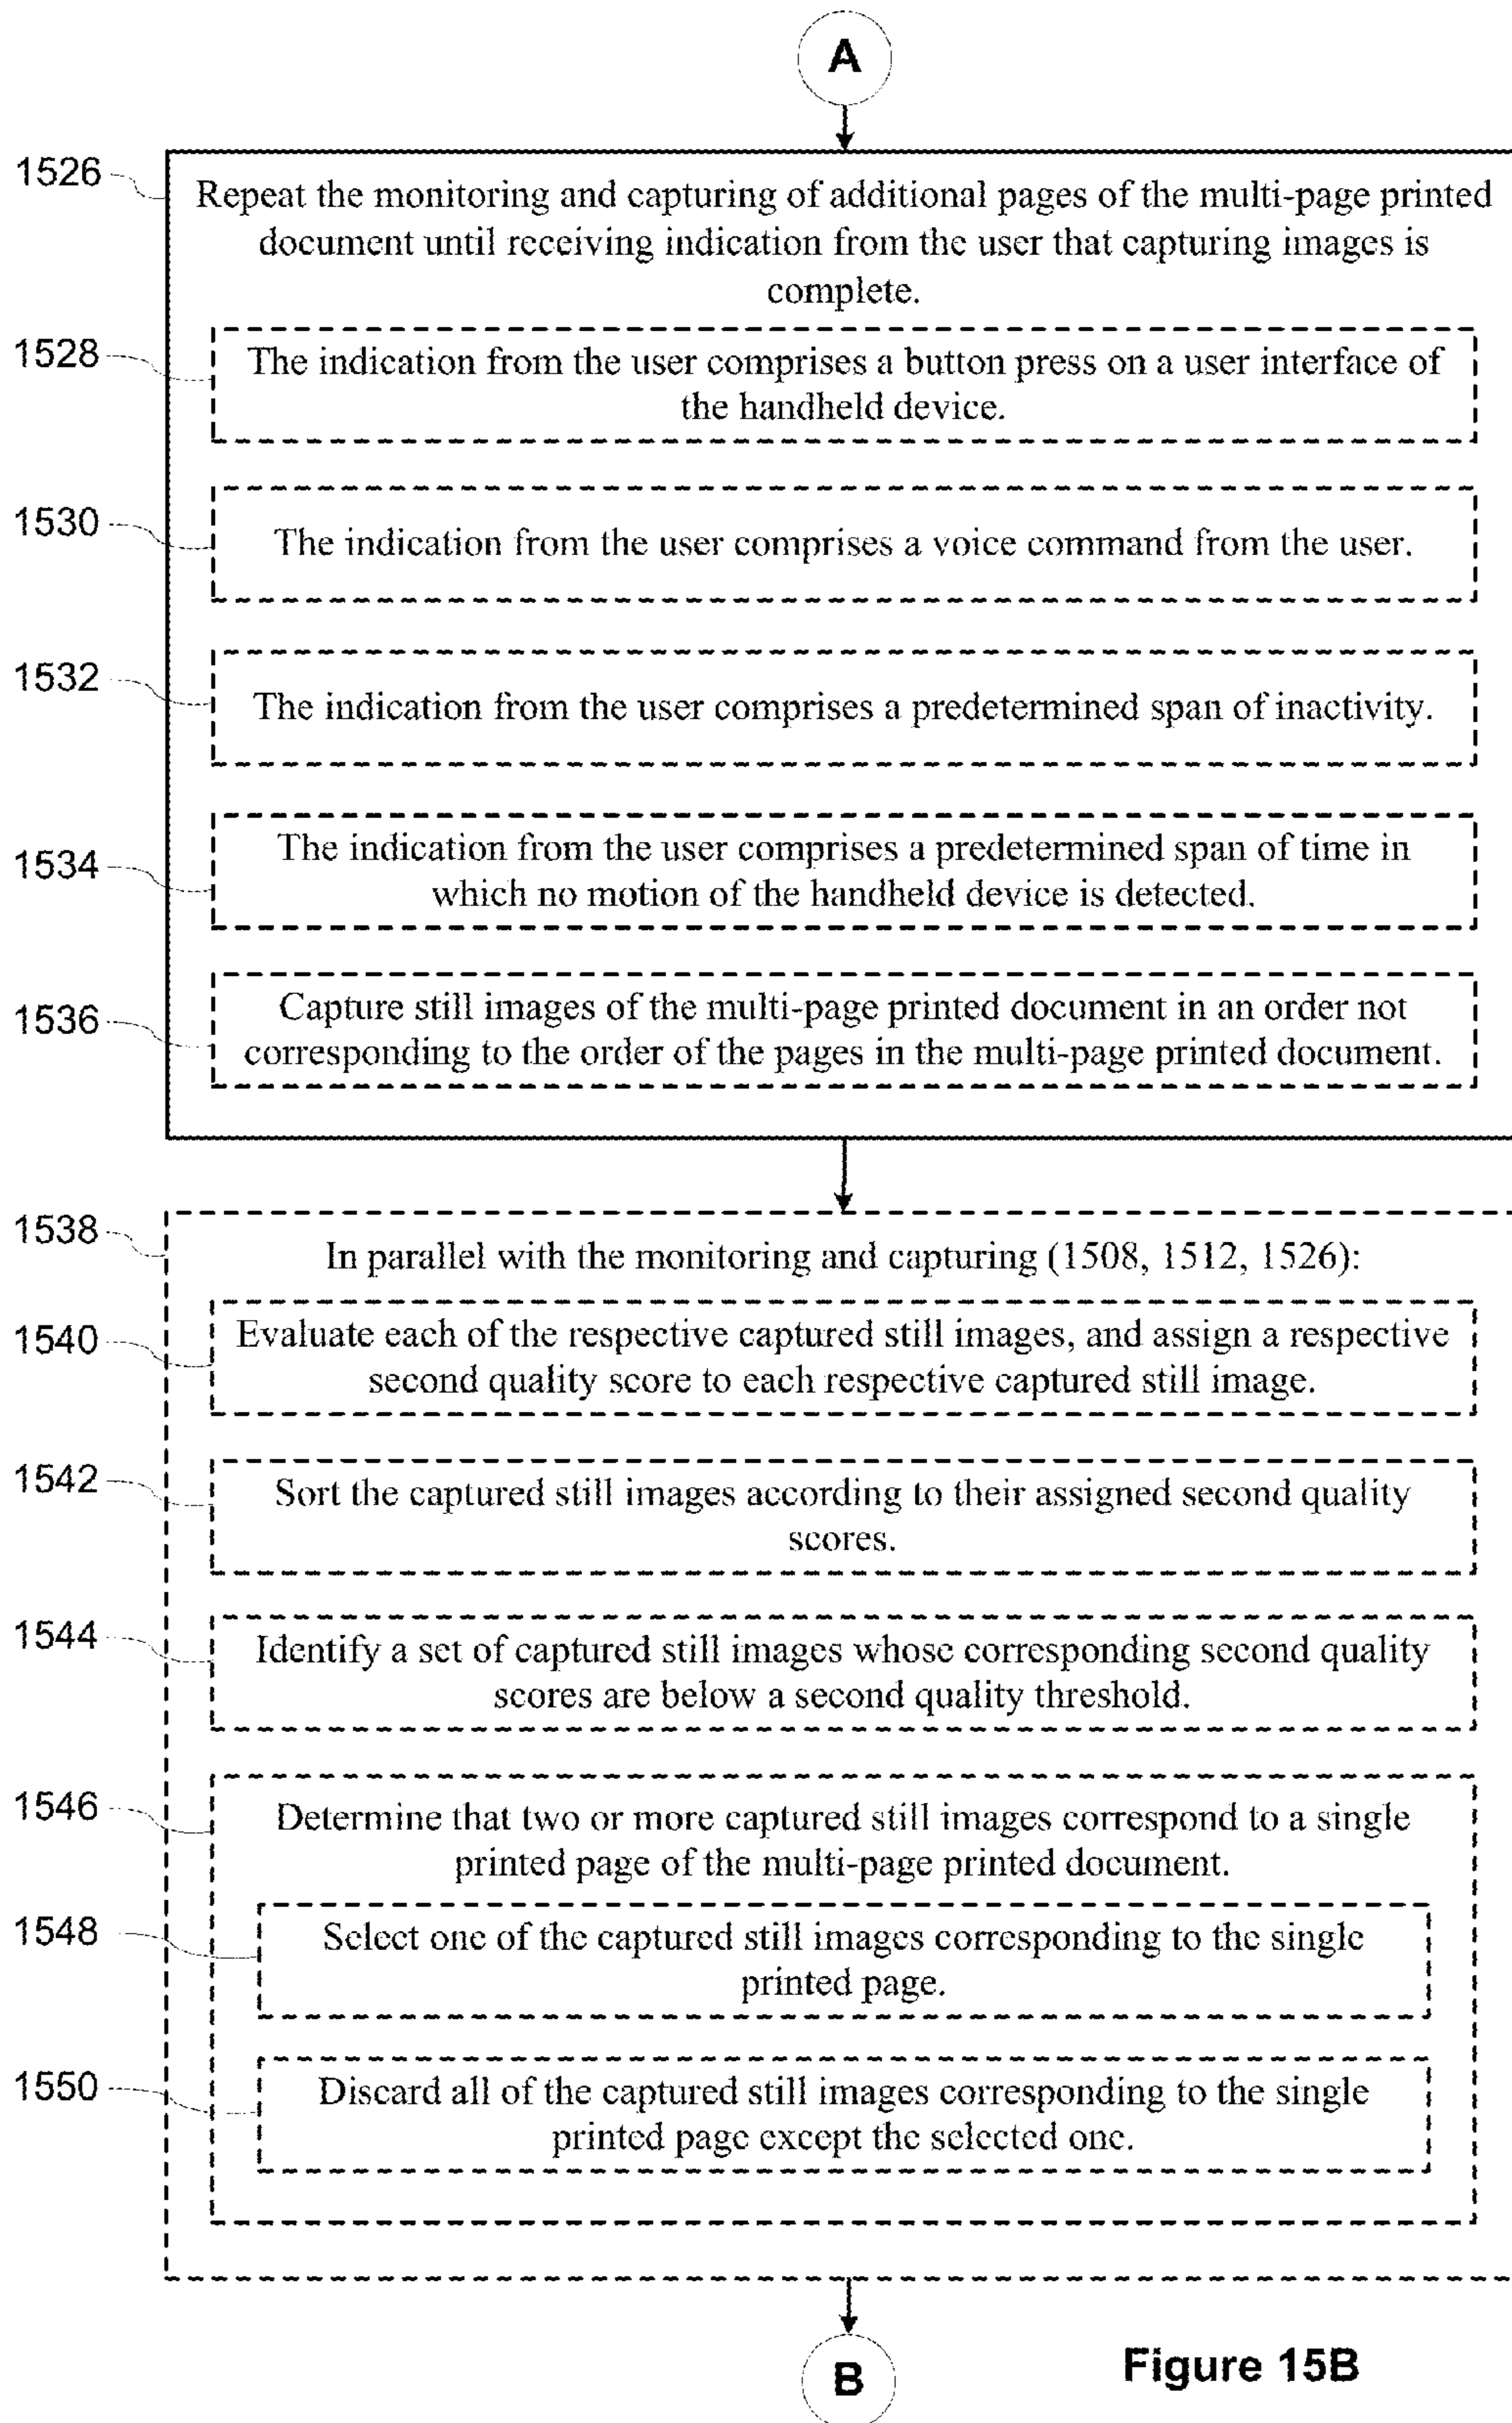 A
1526
Repeat the monitoring and capturing of additional pages of the multi-page printed
document until receiving indication from the user that capturing images is
complete.
1528
The indication from the user comprises a button press on a user interface of
the handheld device.
1530
The indication from the user comprises a voice command from the user.
1532
The indication from the user comprises a predetermined span of inactivity.
1534
The indication from the user comprises a predetermined span of time in
which no motion of the handheld device is detected.
1536
Capture still images of the multi-page printed document in an order not
corresponding to the order of the pages in the multi-page printed document.
1538
In parallel with the monitoring and capturing (1508, 1512, 1526):
1540
Evaluate each of the respective captured still images, and assign a respective
second quality score to each respective captured still image.
1542
Sort the captured still images according to their assigned second quality
scores.
1544
Identify a set of captured still images whose corresponding second quality
scores are below a second quality threshold.
1546
Determine that two or more captured still images correspond to a single
printed page of the multi-page printed document.
1548
Select one of the captured still images corresponding to the single
printed page.
1550
Discard all of the captured still images corresponding to the single
printed page except the selected one.
B
Figure 15B